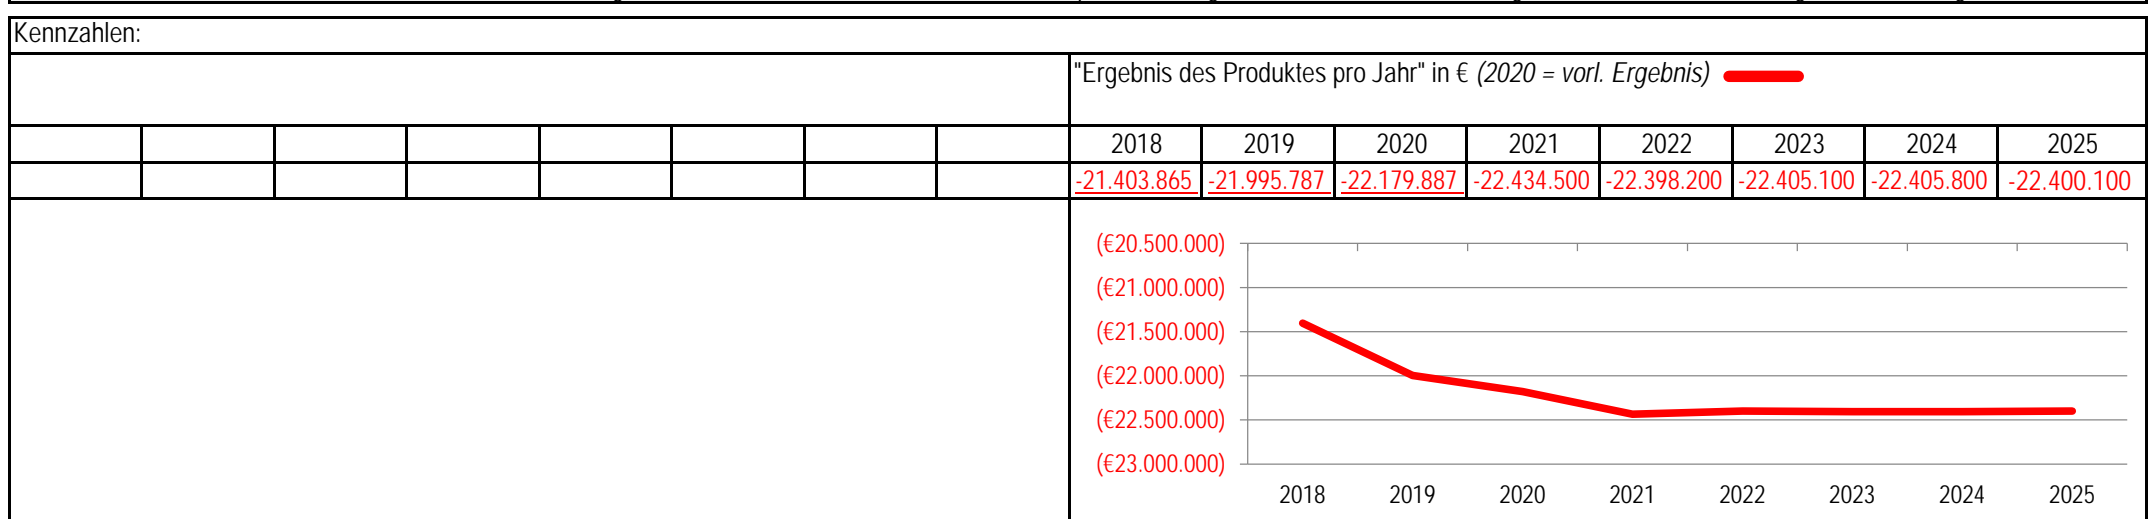 Kennzahlen:
"Ergebnis des Produktes pro Jahr" in € (2020 = vorl. Ergebnis)
2018 2019 2020 2021 2022 2023 2024 2025
-21.403.865 -21.995.787 -22.179.887 -22.434.500 -22.398.200 -22.405.100 -22.405.800 -22.400.100
(€20.500.000)
(€21.000.000)
(€21.500.000)
(€22.000.000)
(€22.500.000)
(€23.000.000)
2018 2019 2020 2021 2022 2023 2024 2025